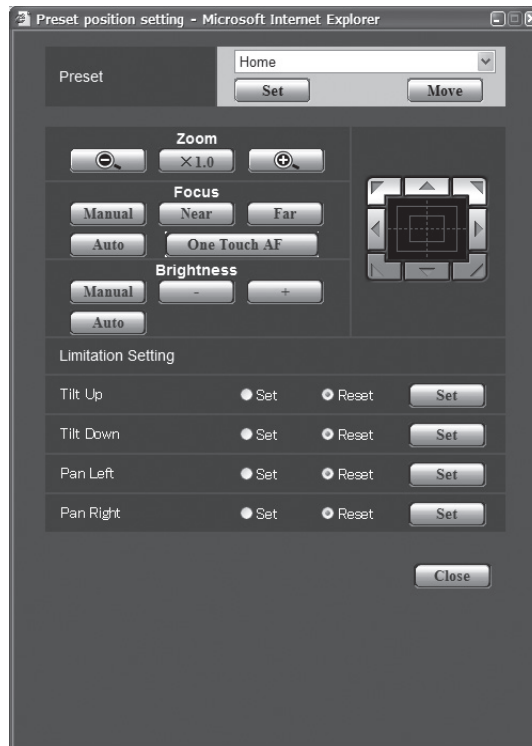 Preset position setting - Microsoft Internet Explorer
Preset
Home
Set Move
Zoom
×1.0
Focus
Manual Near Far
Auto One Touch AF
Brightness
Manual - +
Auto
Limitation Setting
Tilt Up Set Reset Set
Tilt Down Set Reset Set
Pan Left Set Reset Set
Pan Right Set Reset Set
Close